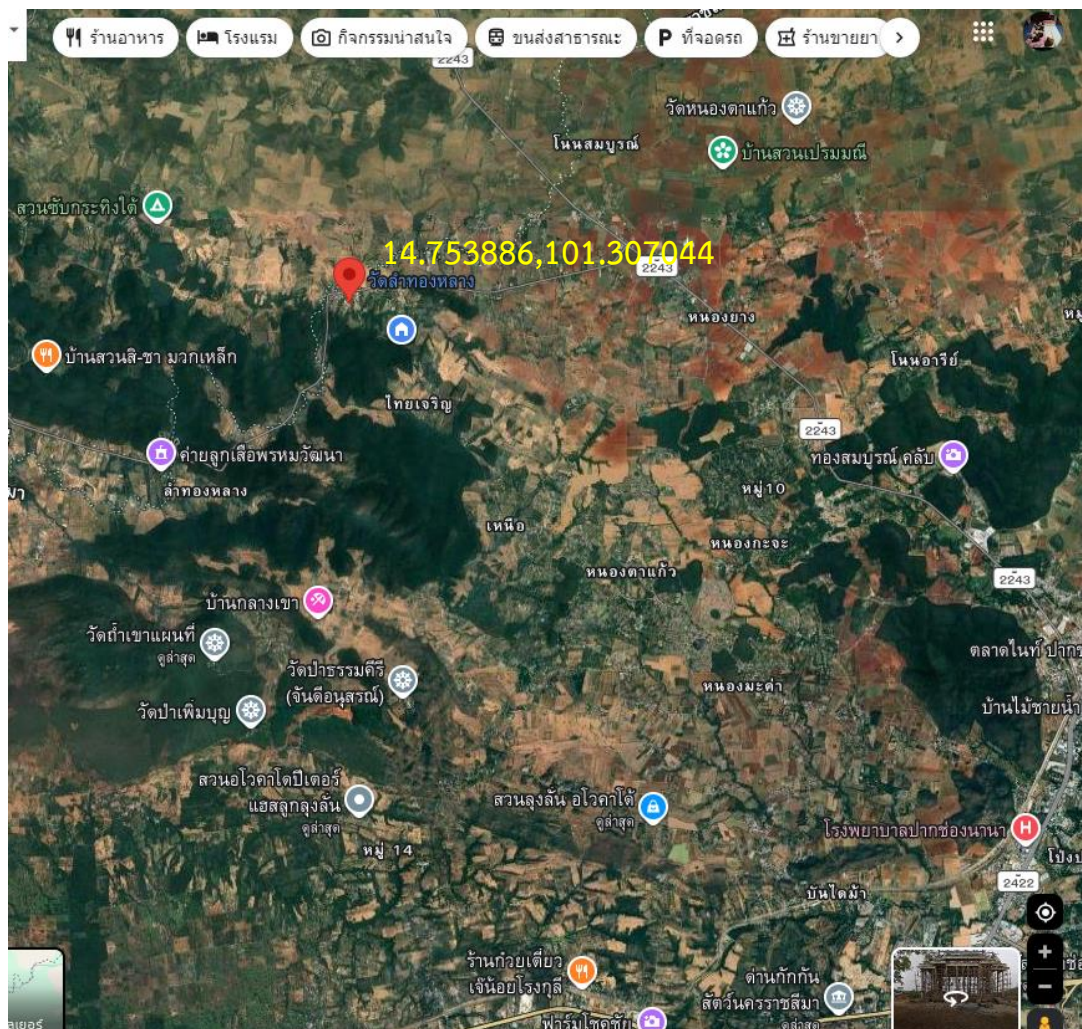 ร้านอาหาร
โรงแรม
กิจกรรมน่าสนใจ
ขนส่งสาธารณะ
P ที่จอดรถ
ร้านขายยา
2243
วัดหนองตาแก้ว
โนนสมบูรณ์
บ้านสวนเปรมมณี
สวนซับกระทิงใต้
14.753886,101.307044
2243
วัดลำทองหลาง
หนองยาง
บ้านสวนสิ-ชา มวกเหล็ก
โนนอารีย์
ไทยเจริญ
2243
ค่ายลูกเสือพรหมวัฒนา
ทองสมบูรณ์ คลับ
ลำทองหลาง
หมู่10
เหนือ
หนองกะจะ
หนองตาแก้ว
2243
บ้านกลางเขา
วัดถ้ำเขาแผนที่
ดูล่าสุด
ตลาดไนท์ ปากช
วัดป่าธรรมคีรี
(จันดีอนุสรณ์)
หนองมะค่า
วัดป่าเพิ่มบุญ
บ้านไม้ชายน้ำ
สวนอโวคาโดปีเตอร์
แฮสลูกลุงลัน
ดูล่าสุด
สวนลุงลัน อโวคาโด้
ดูล่าสุด
โรงพยาบาลปากช่องนานา
H
หมู่ 14
2422
บันไดม้า
ร้านก๋วยเตี๋ยว
เจ๊น้อยโรงกุลี
ด่านกักกัน
สัตว์นครราชสีมา
ดูล่าสุด
ฟาร์มโชคชัย